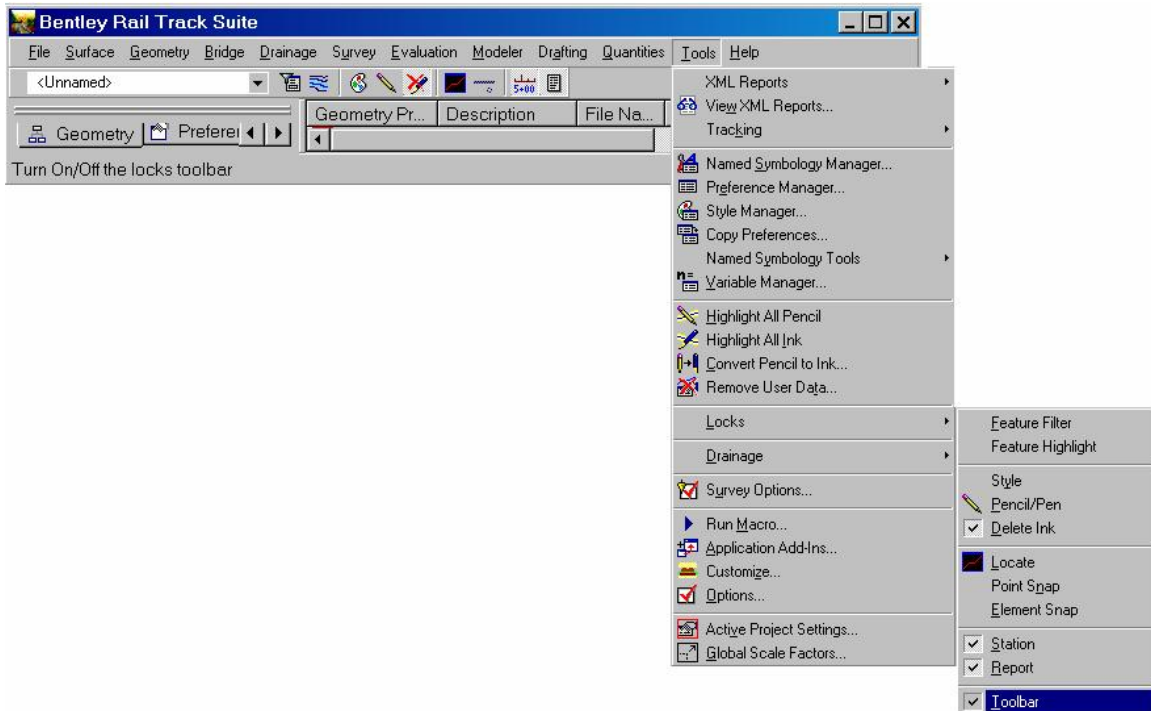 Bentley Rail Track Suite
File Surface Geometry Bridge Drainage Survey Evaluation Modeler Drafting Quantities Tools Help
<Unnamed>
5+00
Geometry Preferer
Geometry Pr... Description File Na...
Turn On/Off the locks toolbar
XML Reports
View XML Reports...
Tracking
Named Symbology Manager...
Preference Manager...
Style Manager...
Copy Preferences...
Named Symbology Tools
n=
Variable Manager...
Highlight All Pencil
Highlight All Ink
Convert Pencil to Ink...
Remove User Data...
Locks
Drainage
Survey Options...
Run Macro...
Application Add-Ins...
Customize...
Options...
Active Project Settings...
Global Scale Factors...
Feature Filter
Feature Highlight
Style
Pencil/Pen
Delete Ink
Locate
Point Snap
Element Snap
Station
Report
Toolbar